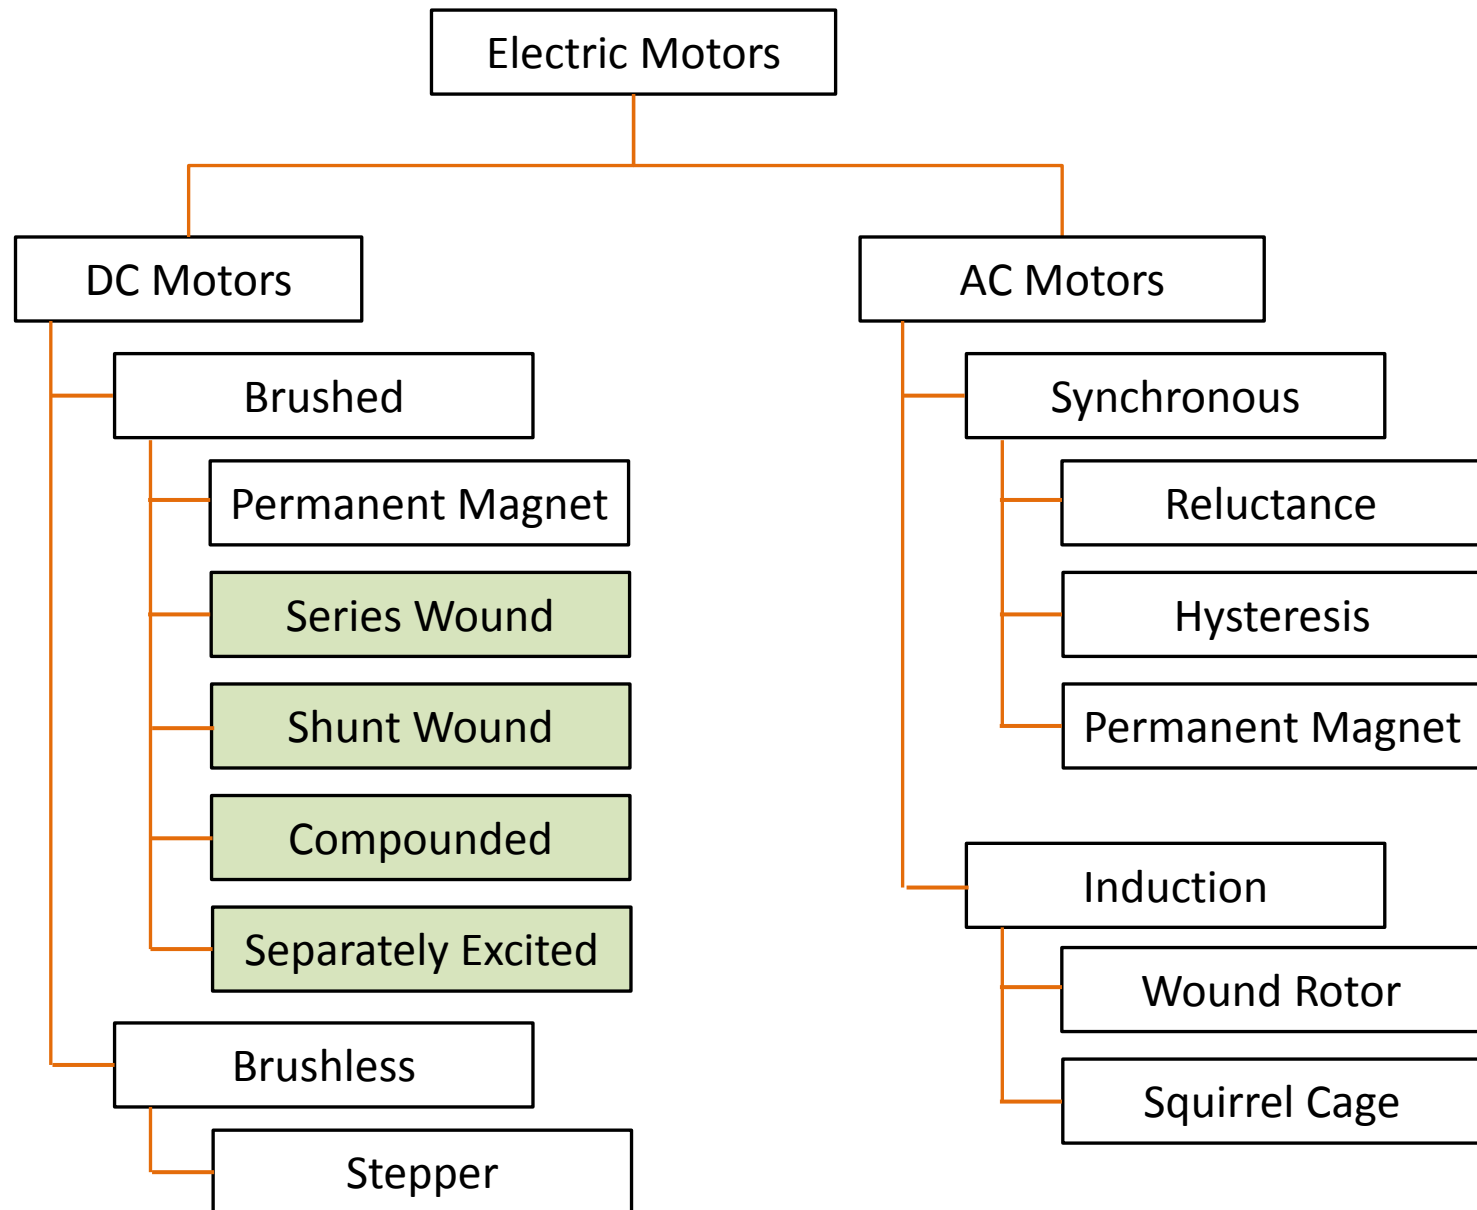 Electric Motors
DC Motors
Brushed
Permanent Magnet
Series Wound
Shunt Wound
Compounded
Separately Excited
Brushless
Stepper
AC Motors
Synchronous
Reluctance
Hysteresis
Permanent Magnet
Induction
Wound Rotor
Squirrel Cage